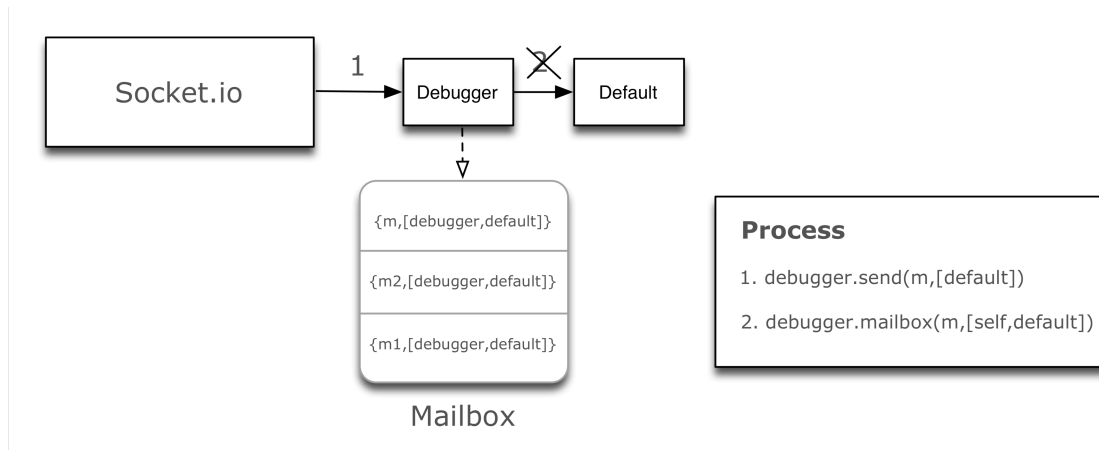 1
2
Socket.io
Debugger
Default
{m,[debugger,default]}
{m2,[debugger,default]}
{m1,[debugger,default]}
Mailbox
Process
1. debugger.send(m,[default])
2. debugger.mailbox(m,[self,default])